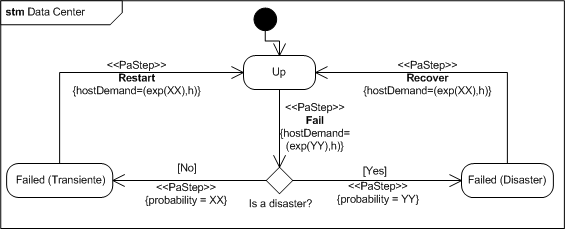 stm Data Center
<<PaStep>>
Restart
{hostDemand=(exp(XX),h)}
Up
<<PaStep>>
Recover
{hostDemand=(exp(XX),h)}
<<PaStep>>
Fail
{hostDemand=
(exp(YY),h)}
Failed (Transiente)
[No]
<<PaStep>>
{probability = XX}
Is a disaster?
[Yes]
<<PaStep>>
{probability = YY}
Failed (Disaster)